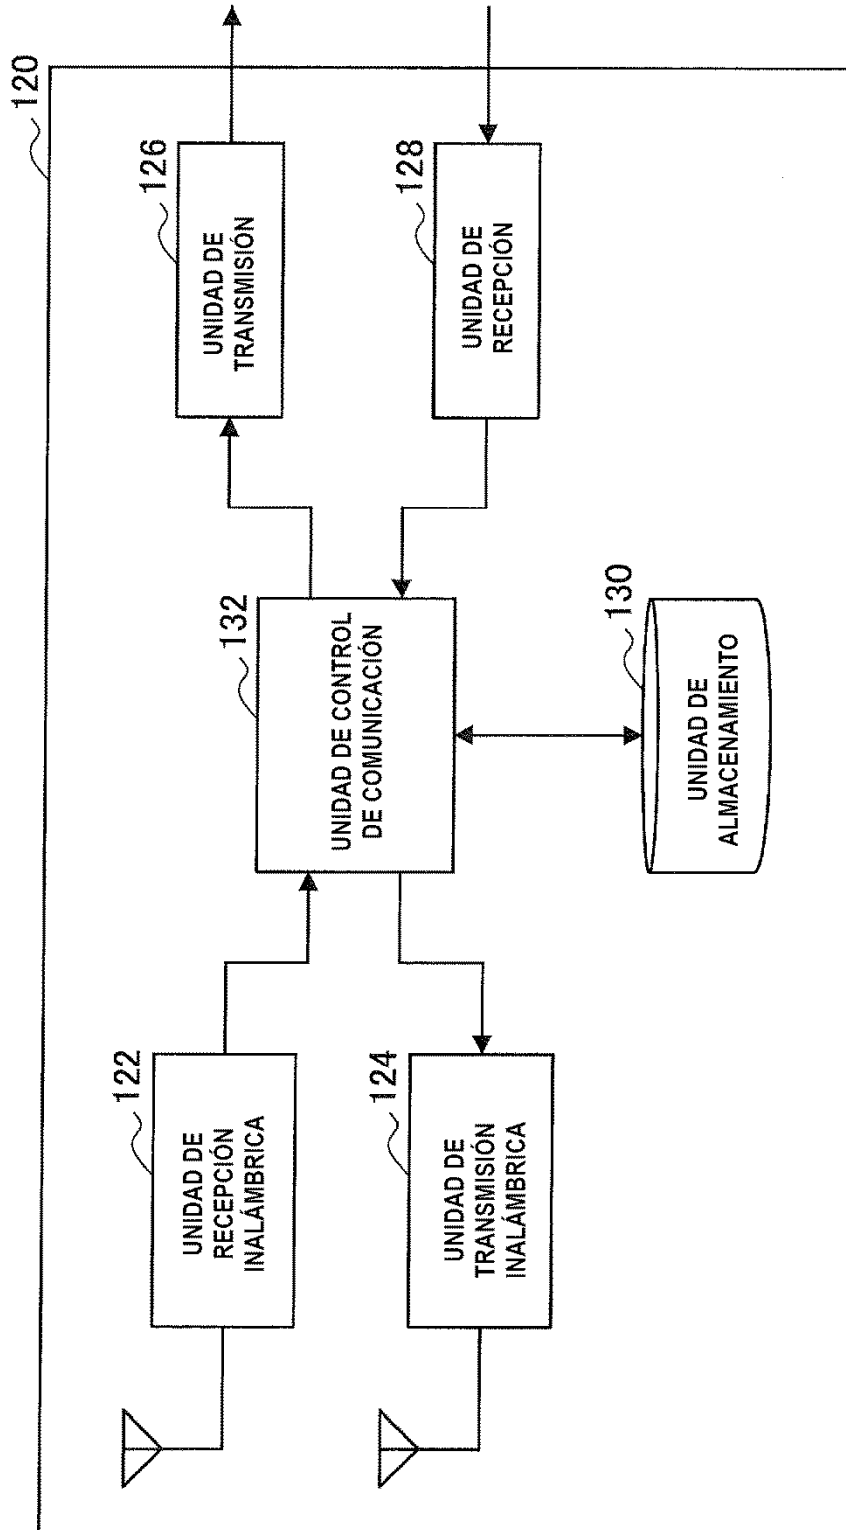 120
122
UNIDAD DE
RECEPCIÓN
INALÁMBRICA
132
UNIDAD DE CONTROL
DE COMUNICACIÓN
126
UNIDAD DE
TRANSMISIÓN
124
UNIDAD DE
TRANSMISIÓN
INALÁMBRICA
128
UNIDAD DE
RECEPCIÓN
130
UNIDAD DE
ALMACENAMIENTO